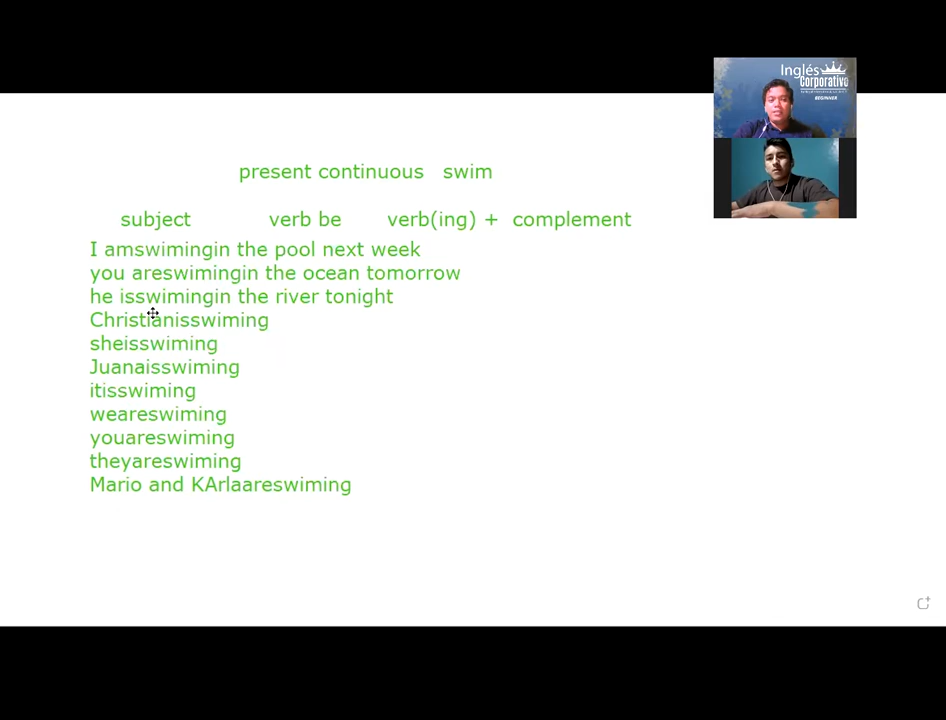 Inglés
Corporativo
BEGINNER
present continuous swim
subject verb be verb(ing) + complement
I amswimingin the pool next week
you areswimingin the ocean tomorrow
he isswimingin the river tonight
Christianisswiming
sheisswiming
Juanaisswiming
itisswiming
weareswiming
youareswiming
theyareswiming
Mario and KArlaareswiming